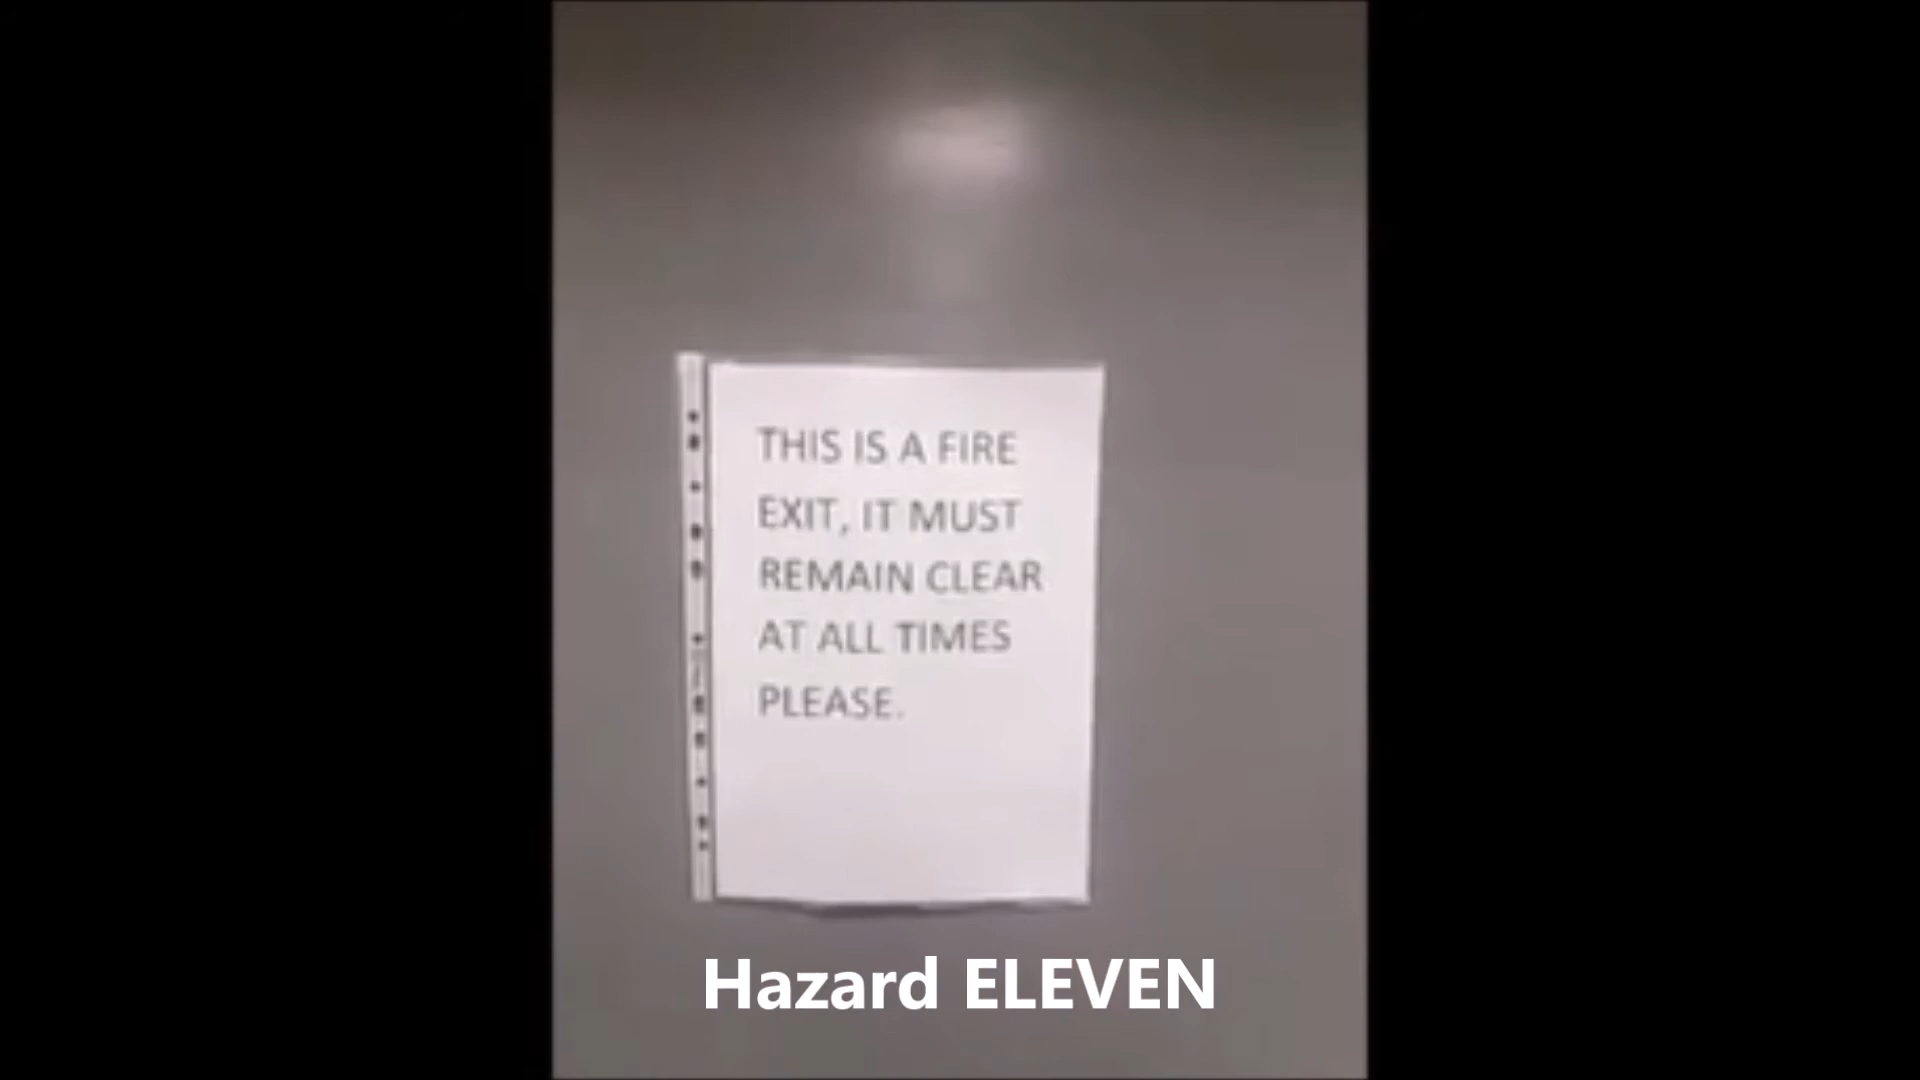 THIS IS A FIRE
EXIT, IT MUST
REMAIN CLEAR
AT ALL TIMES
PLEASE.
Hazard ELEVEN